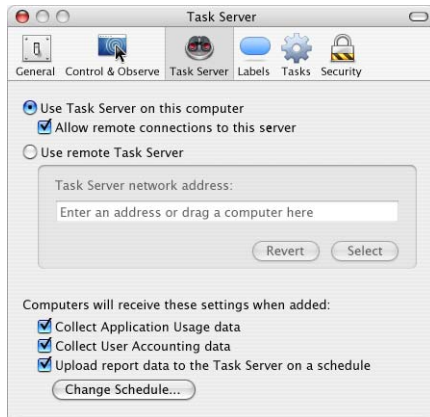 Task Server
General Control & Observe Task Server Labels Tasks Security
Use Task Server on this computer
Allow remote connections to this server
Use remote Task Server
Task Server network address:
Enter an address or drag a computer here
Revert Select
Computers will receive these settings when added:
Collect Application Usage data
Collect User Accounting data
Upload report data to the Task Server on a schedule
Change Schedule...